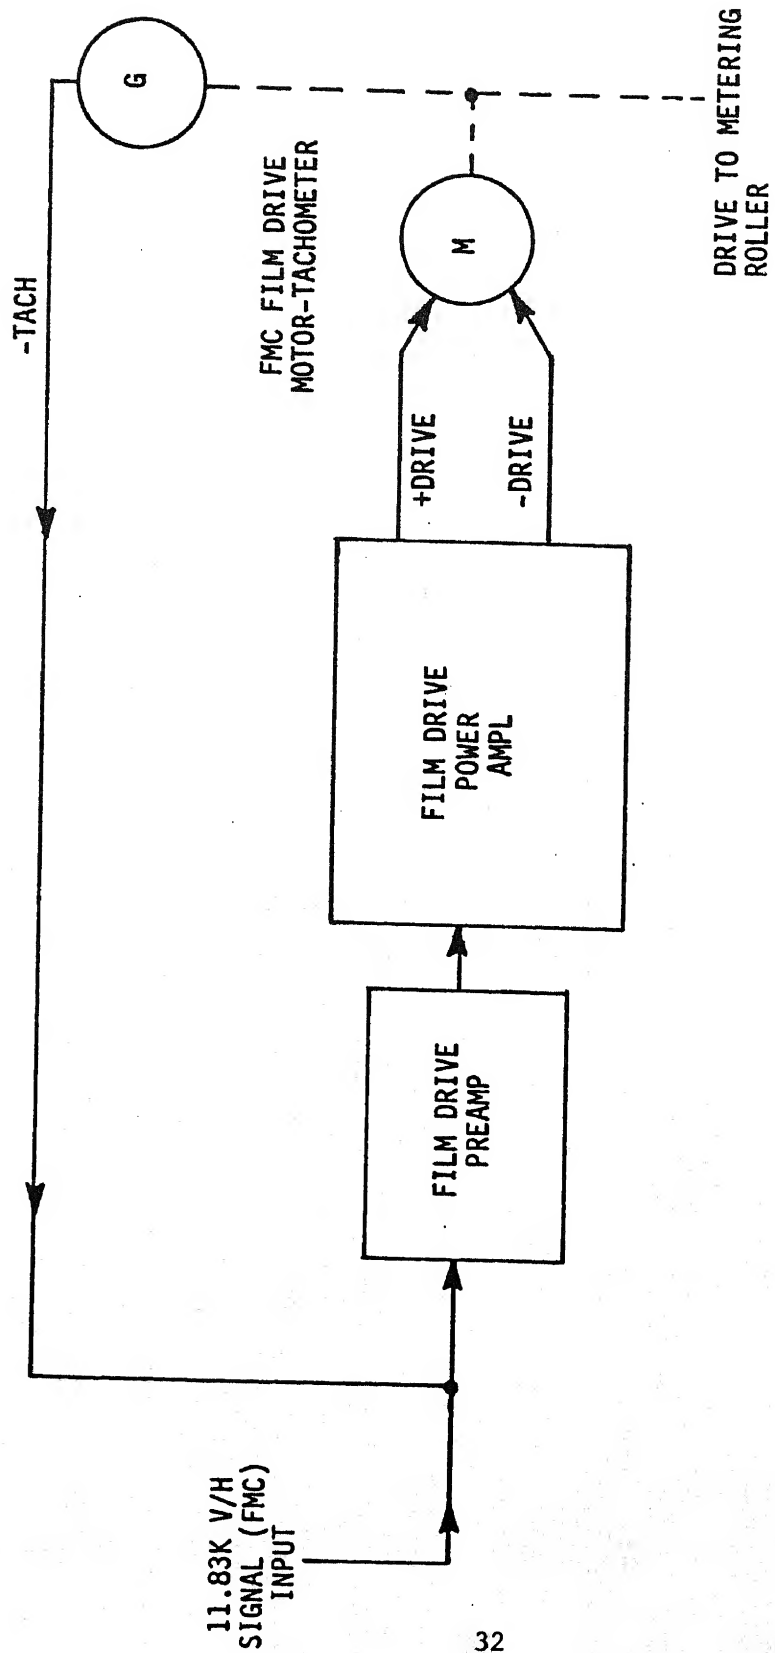 11.83K V/H
SIGNAL (FMC)
INPUT
FILM DRIVE
PREAMP
FILM DRIVE
POWER
AMPL
+DRIVE
-DRIVE
-TACH
FMC FILM DRIVE
MOTOR-TACHOMETER
G
M
DRIVE TO METERING
ROLLER
32